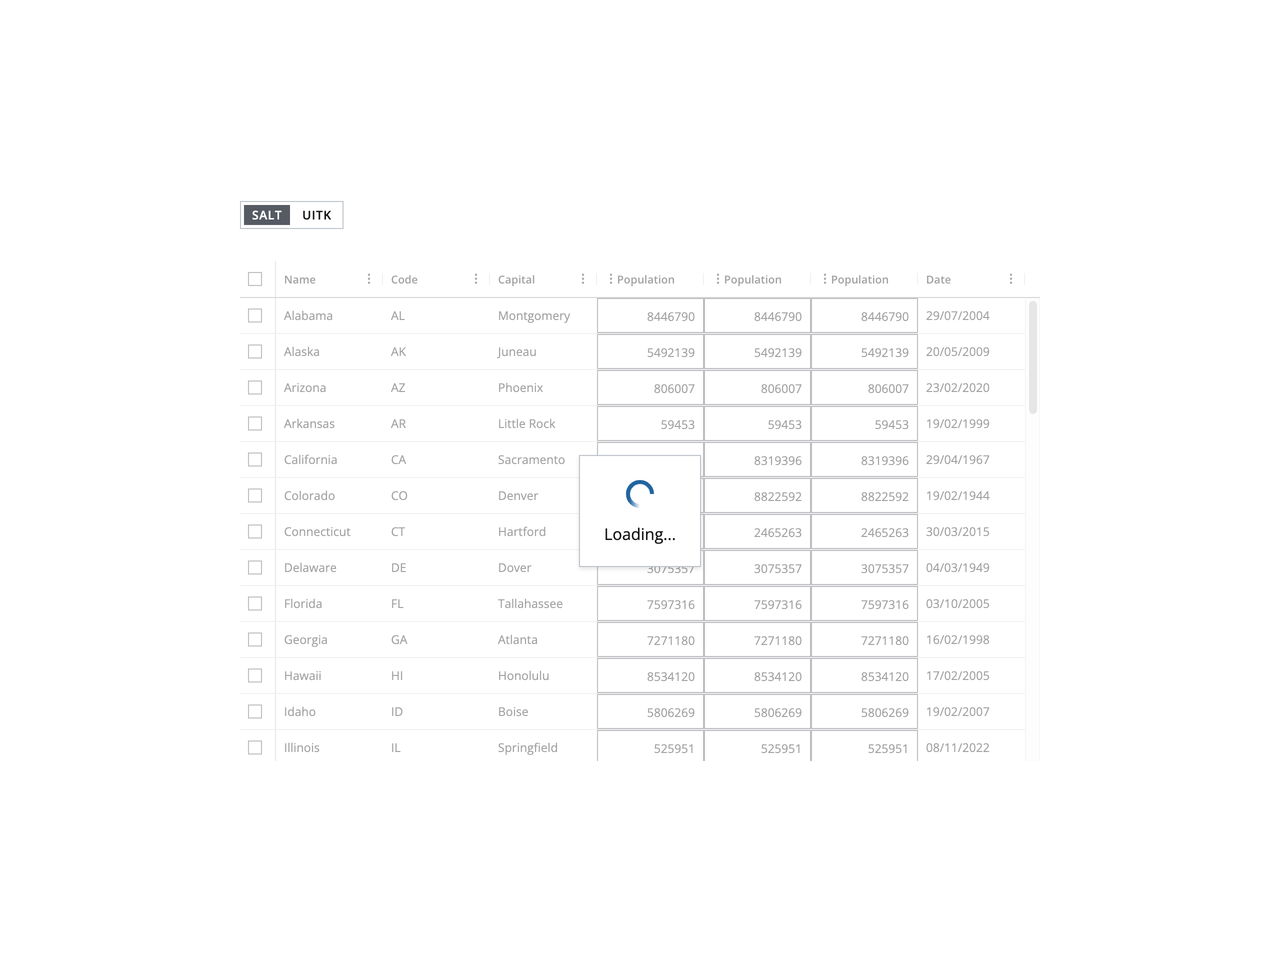 SALT UITK
Name Code Capital Population Population Population Date
Alabama AL Montgomery 8446790 8446790 8446790 29/07/2004
Alaska AK Juneau 5492139 5492139 5492139 20/05/2009
Arizona AZ Phoenix 806007 806007 806007 23/02/2020
Arkansas AR Little Rock 59453 59453 59453 19/02/1999
California CA Sacramento 8319396 8319396 29/04/1967
Colorado CO Denver 8822592 8822592 19/02/1944
Connecticut CT Hartford 2465263 2465263 30/03/2015
Loading...
Delaware DE Dover 3075357 3075357 3075357 04/03/1949
Florida FL Tallahassee 7597316 7597316 7597316 03/10/2005
Georgia GA Atlanta 7271180 7271180 7271180 16/02/1998
Hawaii HI Honolulu 8534120 8534120 8534120 17/02/2005
Idaho ID Boise 5806269 5806269 5806269 19/02/2007
Illinois IL Springfield 525951 525951 525951 08/11/2022